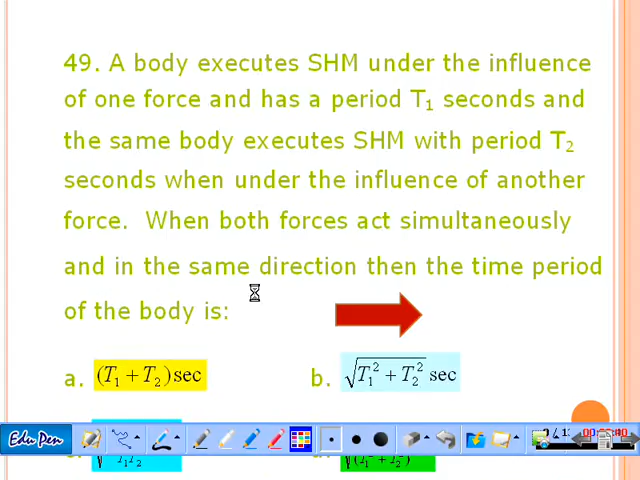 49. A body executes SHM under the influence
of one force and has a period T₁ seconds and
the same body executes SHM with period T₂
seconds when under the influence of another
force. When both forces act simultaneously
and in the same direction then the time period
of the body is:
a. (T₁ + T₂) sec b. √(T₁² + T₂²) sec
Edu Pen